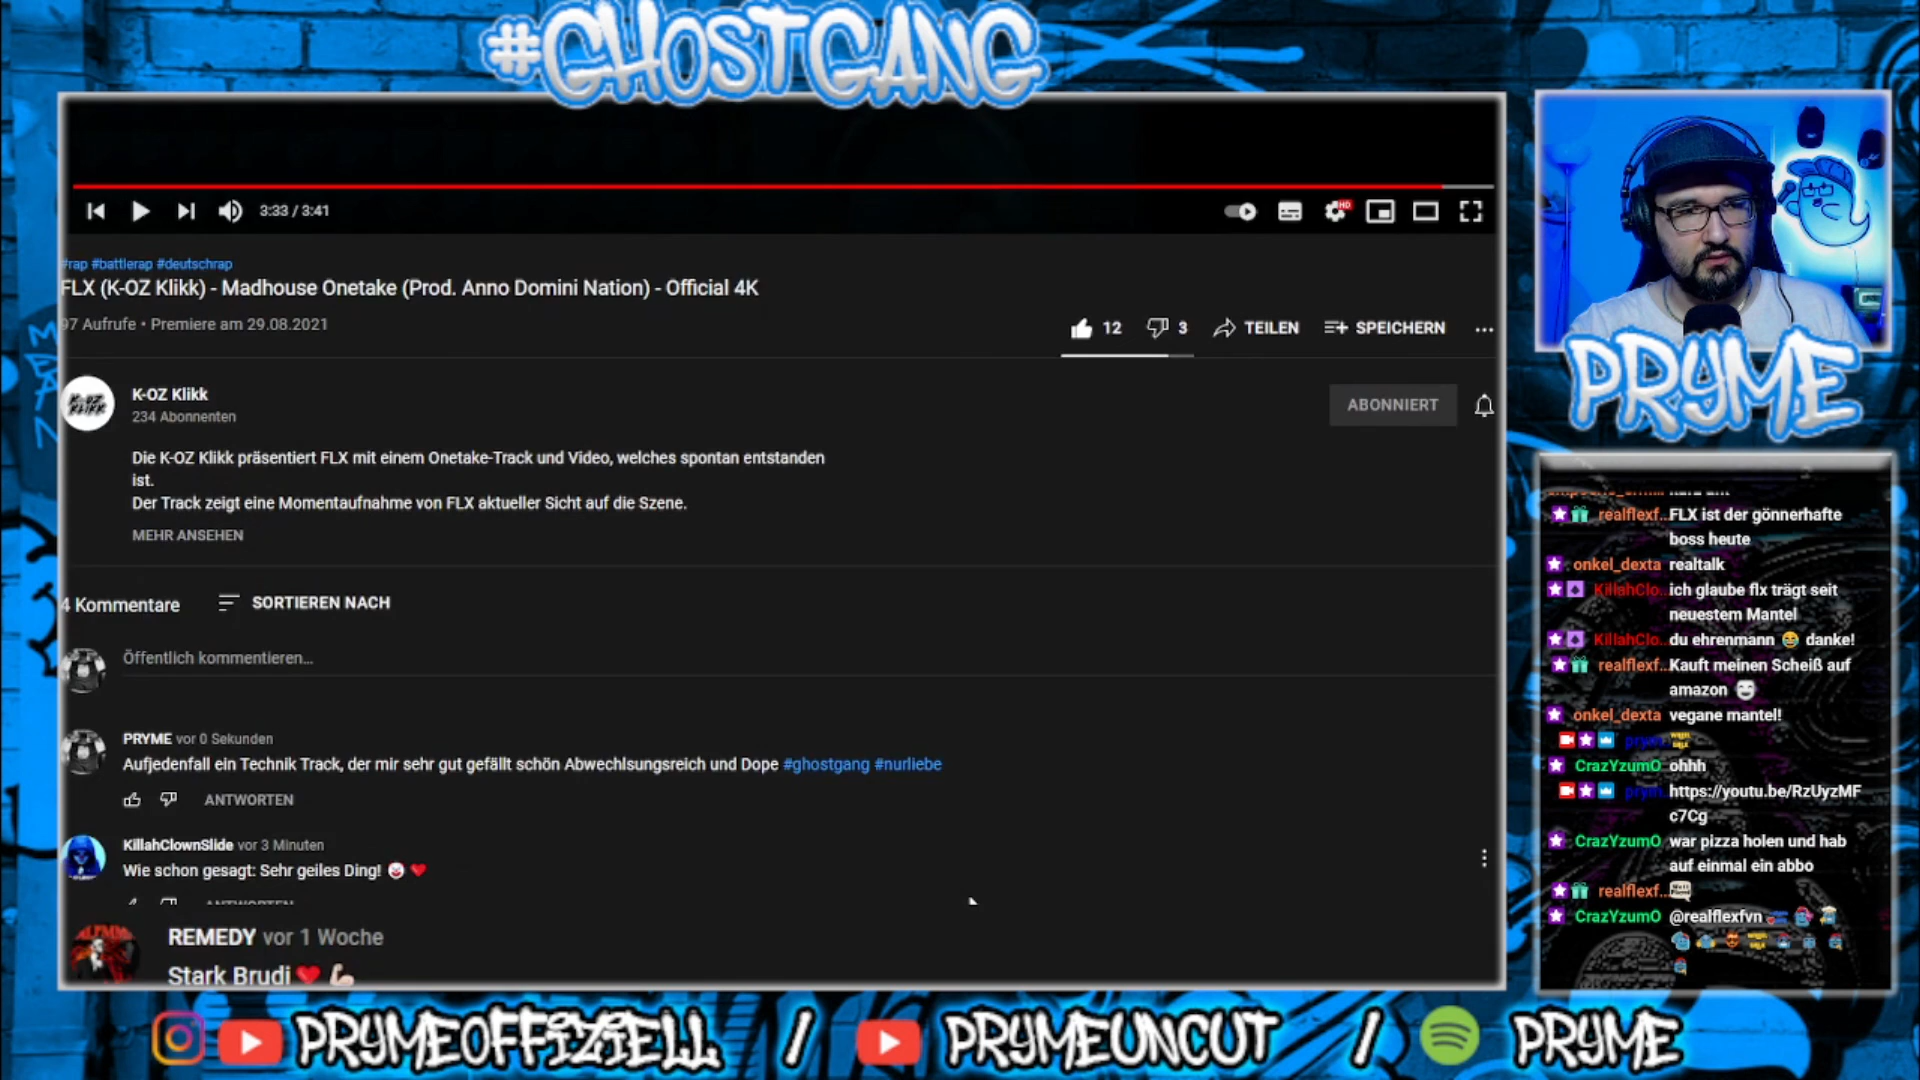 #GHOSTGANG
3:33 / 3:41
HD
#rap #battlerap #deutschrap
FLX (K-OZ Klikk) - Madhouse Onetake (Prod. Anno Domini Nation) - Official 4K
97 Aufrufe • Premiere am 29.08.2021
12
3
TEILEN
SPEICHERN
K-OZ KLIKK
K-OZ Klikk
234 Abonnenten
ABONNIERT
Die K-OZ Klikk präsentiert FLX mit einem Onetake-Track und Video, welches spontan entstanden
ist.
Der Track zeigt eine Momentaufnahme von FLX aktueller Sicht auf die Szene.
MEHR ANSEHEN
4 Kommentare
SORTIEREN NACH
Öffentlich kommentieren...
PRYME vor 0 Sekunden
Aufjedenfall ein Technik Track, der mir sehr gut gefällt schön Abwechlsungsreich und Dope #ghostgang #nurliebe
ANTWORTEN
KillahClownSlide vor 3 Minuten
Wie schon gesagt: Sehr geiles Ding! 🤡 ❤️
ANTWORTEN
REMEDY vor 1 Woche
Stark Brudi❤️ 💪🏻
PRYME
realflexf... FLX ist der gönnerhafte
boss heute
onkel_dexta realtalk
KillahClo... ich glaube flx trägt seit
neuestem Mantel
KillahClo... du ehrenmann 😂 danke!
realflexf... Kauft meinen Scheiß auf
amazon
onkel_dexta vegane mantel!
prym...
CrazYzumO ohhh
prym... https://youtu.be/RzUyzMF
c7Cg
CrazYzumO war pizza holen und hab
auf einmal ein abbo
realflexf...
CrazYzumO @realflexfvn
PRYMEOFFIZIELL / PRYMEUNCUT / PRYME